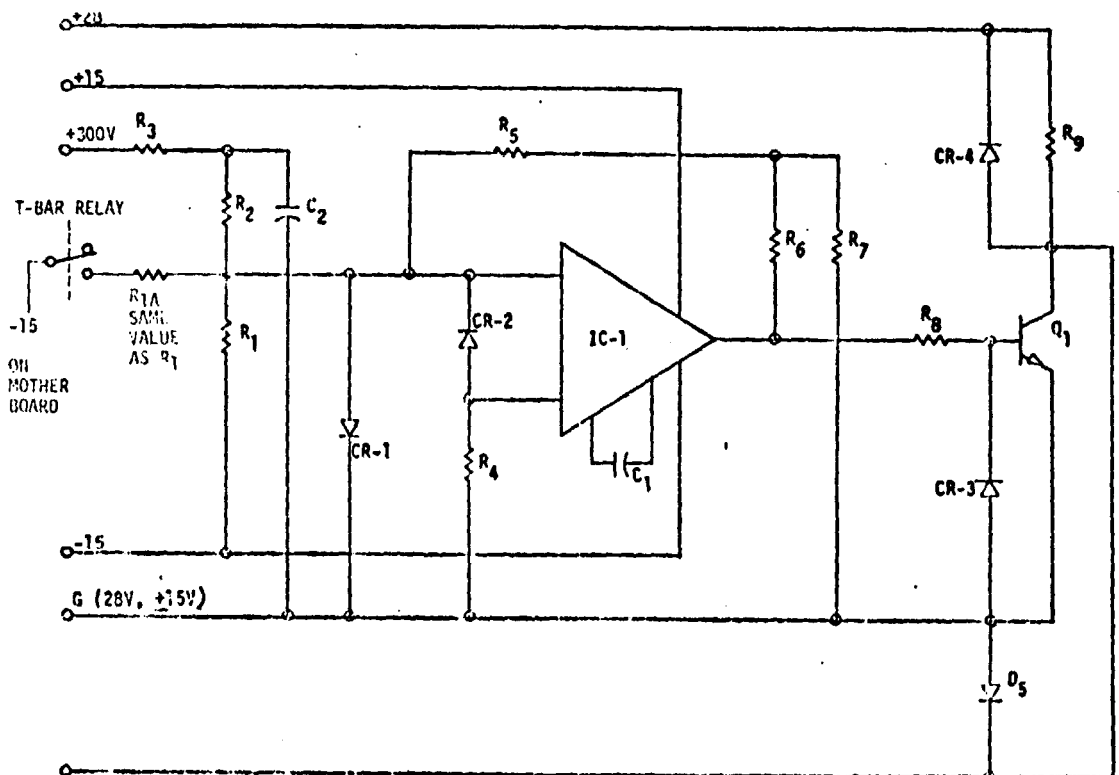 +28
+15
+300V
R3
R5
R9
CR-4
T-BAR RELAY
R2
C2
R6
R7
R1A
SAME
VALUE
AS R1
-15
ON
MOTHER
BOARD
R1
CR-2
IC-1
R8
Q1
CR-1
R4
C1
CR-3
-15
G (28V, ±15V)
D5